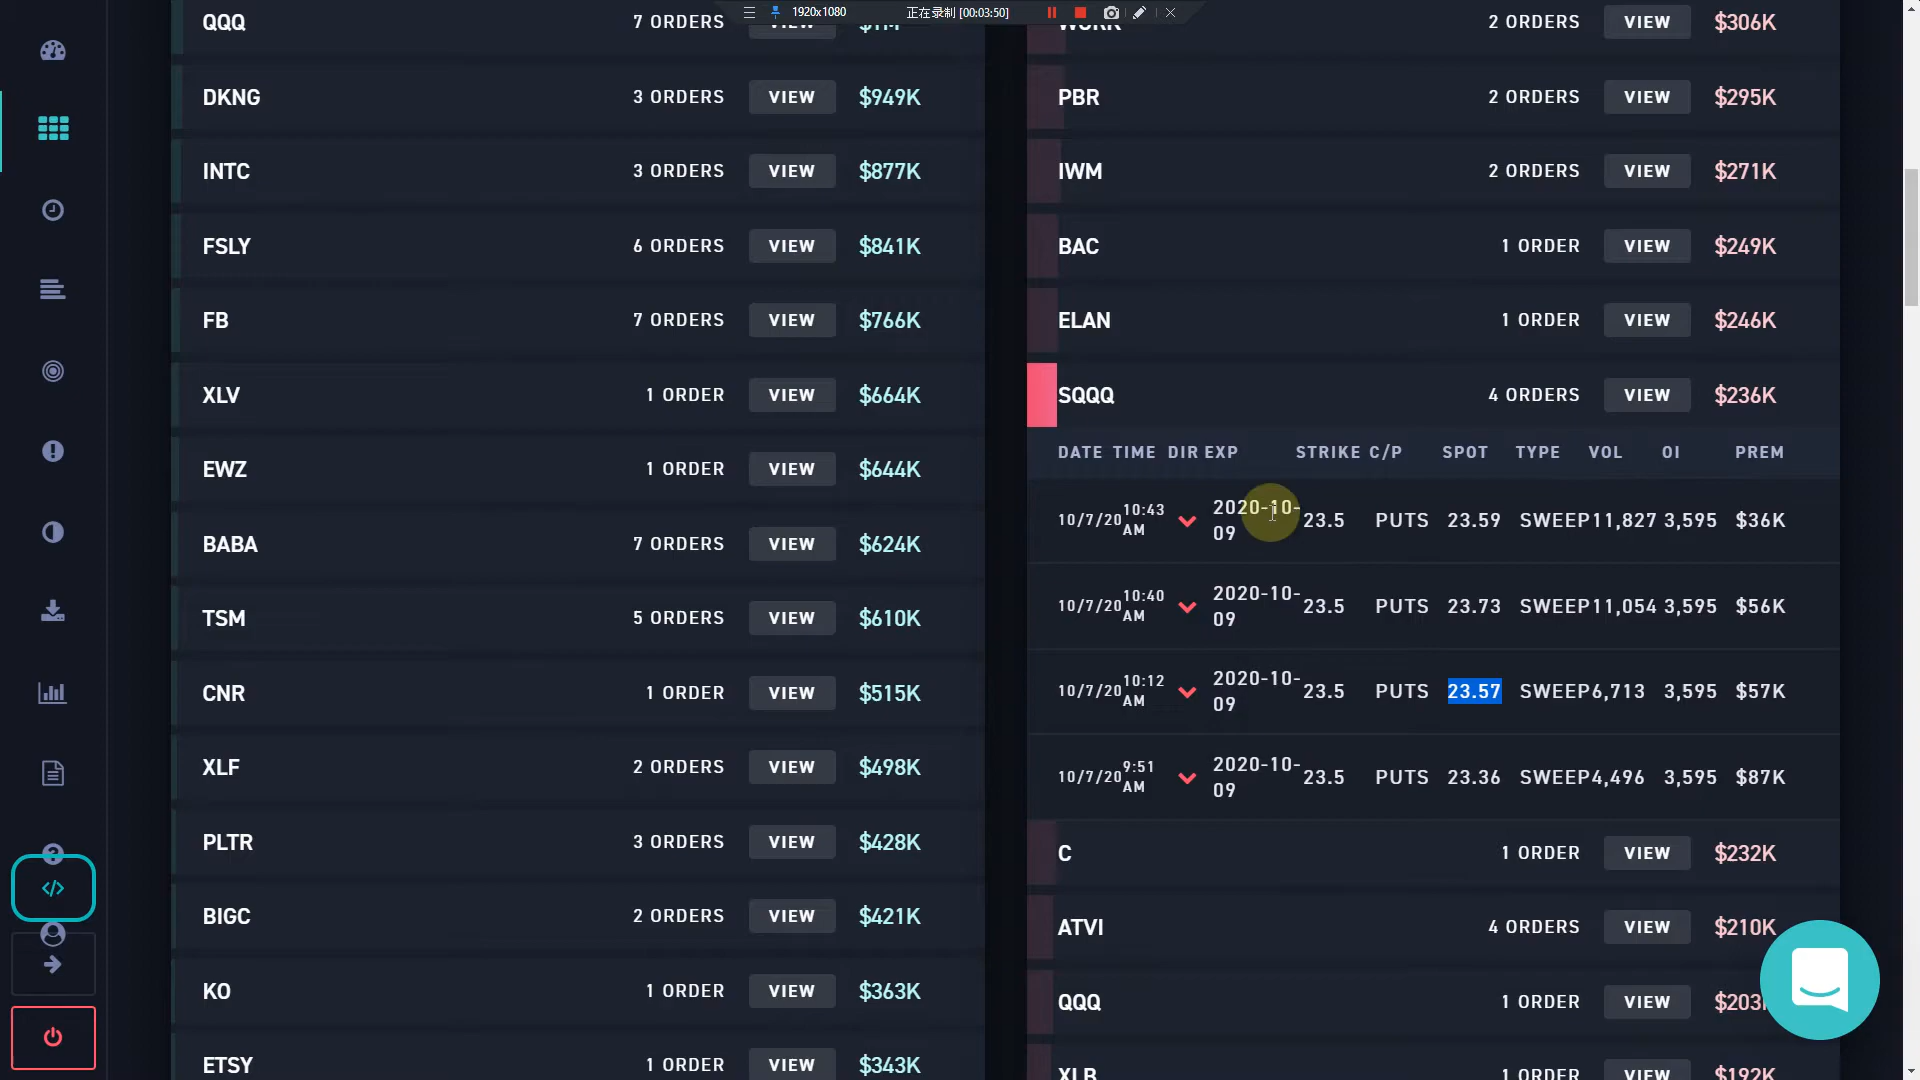 1920x1080 正在录制 [00:03:50]
QQQ 7 ORDERS VIEW $1M
DKNG 3 ORDERS VIEW $949K
INTC 3 ORDERS VIEW $877K
FSLY 6 ORDERS VIEW $841K
FB 7 ORDERS VIEW $766K
XLV 1 ORDER VIEW $664K
EWZ 1 ORDER VIEW $644K
BABA 7 ORDERS VIEW $624K
TSM 5 ORDERS VIEW $610K
CNR 1 ORDER VIEW $515K
XLF 2 ORDERS VIEW $498K
PLTR 3 ORDERS VIEW $428K
BIGC 2 ORDERS VIEW $421K
KO 1 ORDER VIEW $363K
ETSY 1 ORDER VIEW $343K
WORK 2 ORDERS VIEW $306K
PBR 2 ORDERS VIEW $295K
IWM 2 ORDERS VIEW $271K
BAC 1 ORDER VIEW $249K
ELAN 1 ORDER VIEW $246K
SQQQ 4 ORDERS VIEW $236K
DATE TIME DIR EXP STRIKE C/P SPOT TYPE VOL OI PREM
10/7/20 10:43 AM 2020-10-09 23.5 PUTS 23.59 SWEEP 11,827 3,595 $36K
10/7/20 10:40 AM 2020-10-09 23.5 PUTS 23.73 SWEEP 11,054 3,595 $56K
10/7/20 10:12 AM 2020-10-09 23.5 PUTS 23.57 SWEEP 6,713 3,595 $57K
10/7/20 9:51 AM 2020-10-09 23.5 PUTS 23.36 SWEEP 4,496 3,595 $87K
C 1 ORDER VIEW $232K
ATVI 4 ORDERS VIEW $210K
QQQ 1 ORDER VIEW $203K
XLB 1 ORDER VIEW $192K